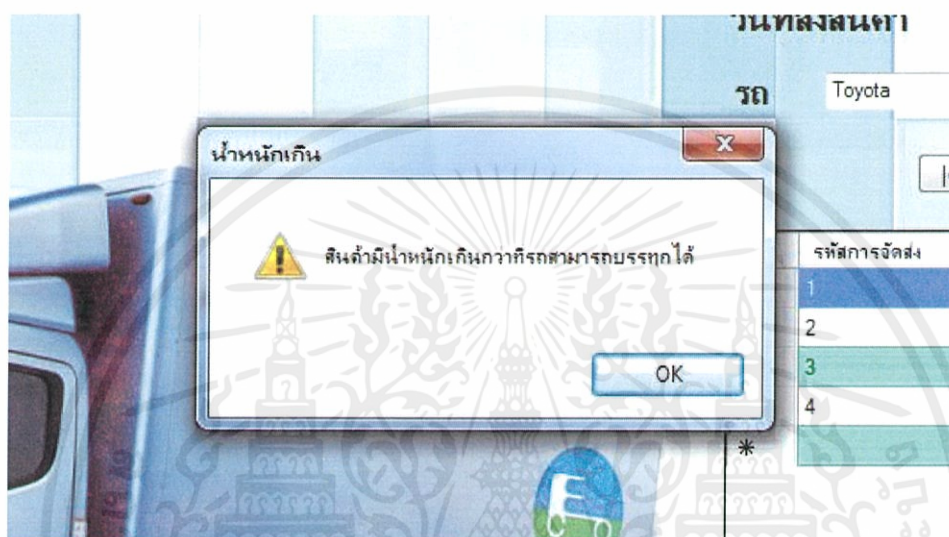 วันที่ส่งสินค้า
รถ Toyota
น้ำหนักเกิน
สินค้ามีน้ำหนักเกินกว่าที่รถสามารถบรรทุกได้
OK
รหัสการจัดส่ง
1
2
3
4
*
E
C O